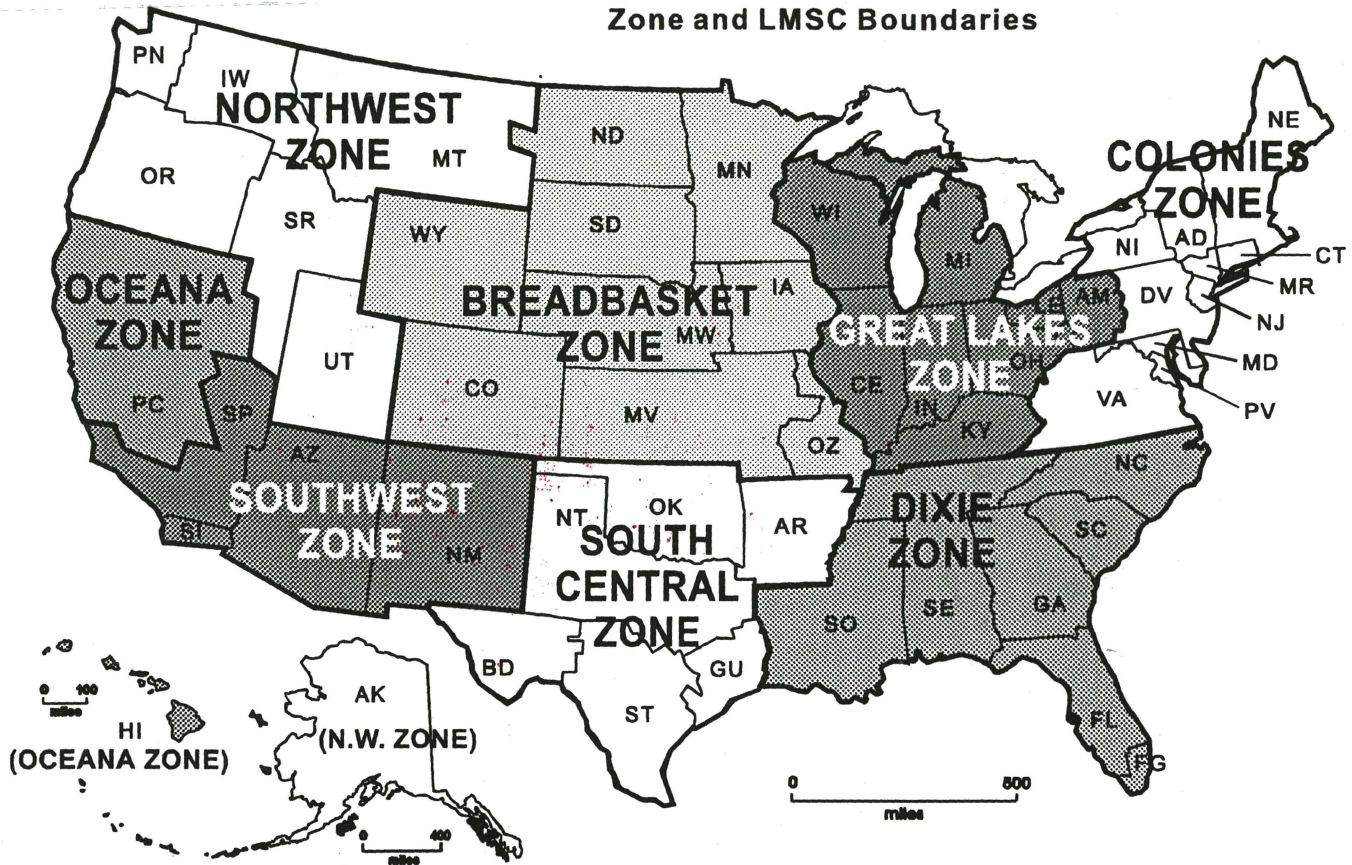 Zone and LMSC Boundaries
PN
IW
NORTHWEST
ZONE
MT
OR
SR
ND
MN
SD
WY
NE
COLONIES
ZONE
WI
MI
NI
AD
CT
MR
DV
NJ
MD
VA
PV
OCEANA
ZONE
UT
PC
BREADBASKET
ZONE
IA
MW
CO
MV
OZ
GREAT LAKES
ZONE
AM
OH
CE
IN
KY
SP
AZ
SOUTHWEST
ZONE
SI
NM
NT
OK
AR
SOUTH
CENTRAL
ZONE
BD
ST
GU
DIXIE
ZONE
NC
SC
SO
SE
GA
FL
FG
0 100
miles
HI
(OCEANA ZONE)
AK
(N.W. ZONE)
0 400
miles
0 500
miles